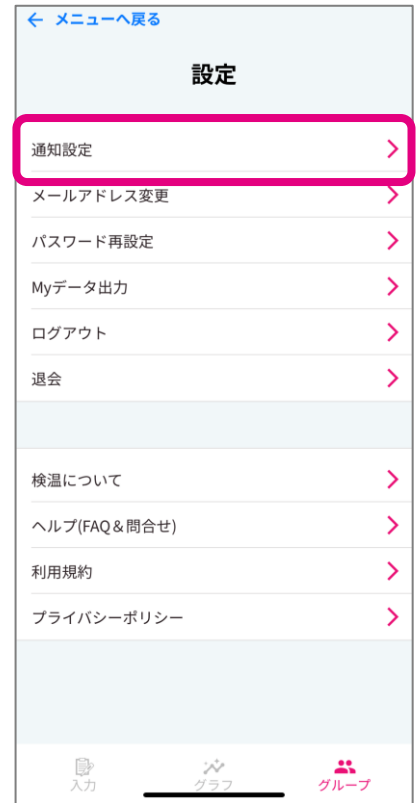 ← メニューへ戻る
設定
通知設定
メールアドレス変更
パスワード再設定
Myデータ出力
ログアウト
退会
検温について
ヘルプ(FAQ&問合せ)
利用規約
プライバシーポリシー
入力 グラフ グループ